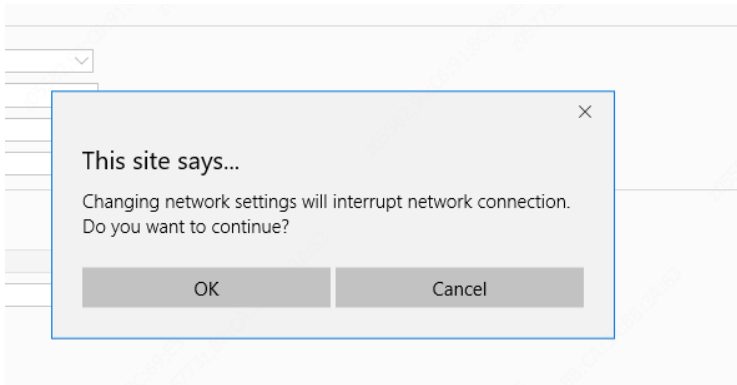 This site says...
Changing network settings will interrupt network connection.
Do you want to continue?
OK
Cancel